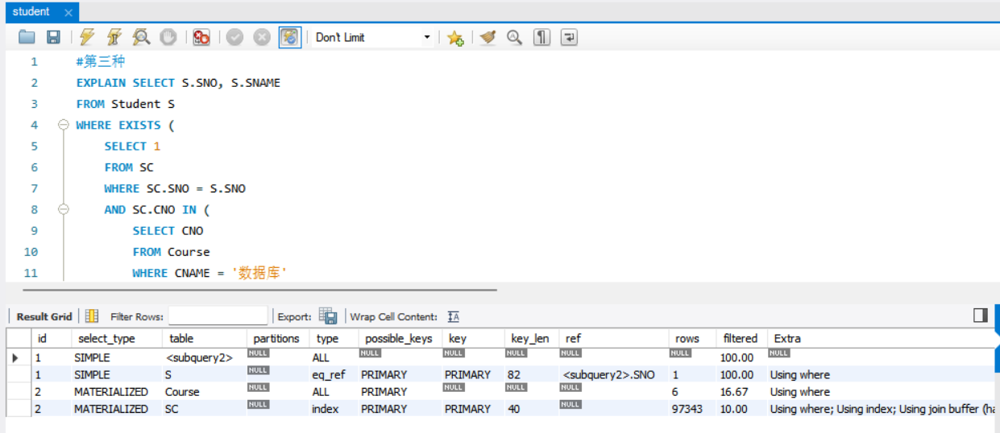 student
Don't Limit
1 #第三种
2 EXPLAIN SELECT S.SNO, S.SNAME
3 FROM Student S
4 WHERE EXISTS (
5 SELECT 1
6 FROM SC
7 WHERE SC.SNO = S.SNO
8 AND SC.CNO IN (
9 SELECT CNO
10 FROM Course
11 WHERE CNAME = '数据库'
Result Grid Filter Rows: Export: Wrap Cell Content:
id select_type table partitions type possible_keys key key_len ref rows filtered Extra
1 SIMPLE <subquery2> NULL ALL NULL NULL NULL NULL NULL 100.00 NULL
1 SIMPLE S NULL eq_ref PRIMARY PRIMARY 82 <subquery2>.SNO 1 100.00 Using where
2 MATERIALIZED Course NULL ALL PRIMARY NULL NULL NULL 6 16.67 Using where
2 MATERIALIZED SC NULL index PRIMARY PRIMARY 40 NULL 97343 10.00 Using where; Using index; Using join buffer (ha